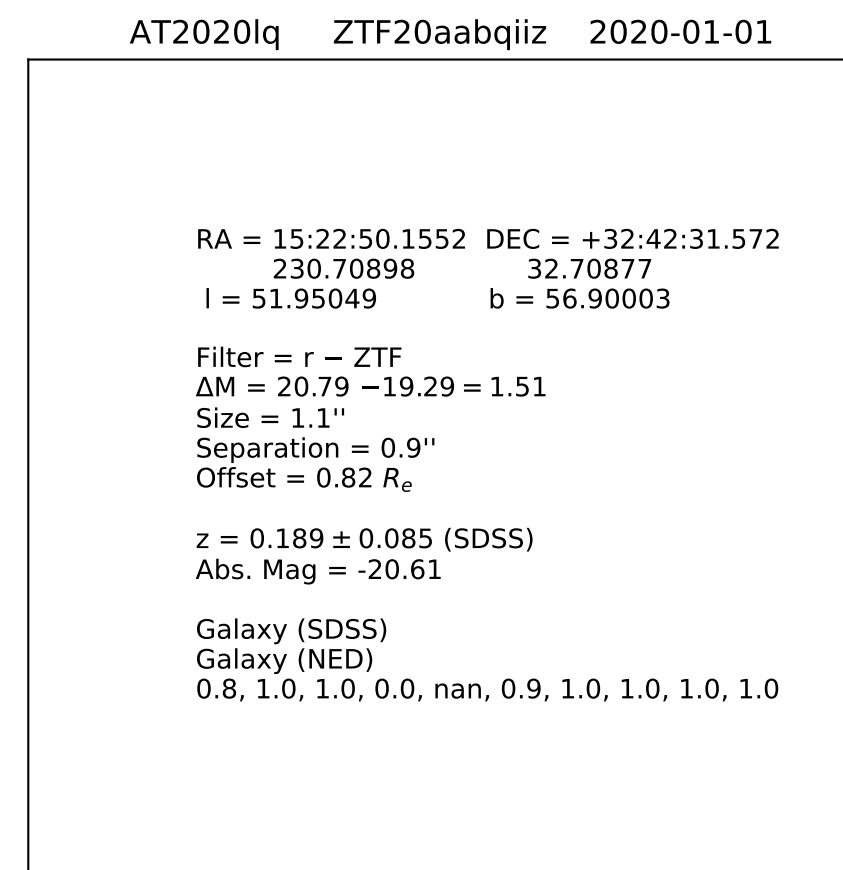 AT2020lq ZTF20aabqiiz 2020-01-01
RA = 15:22:50.1552 DEC = +32:42:31.572
230.70898 32.70877
l = 51.95049 b = 56.90003
Filter = r − ZTF
ΔM = 20.79 −19.29 = 1.51
Size = 1.1''
Separation = 0.9''
Offset = 0.82 Rₑ
z = 0.189 ± 0.085 (SDSS)
Abs. Mag = -20.61
Galaxy (SDSS)
Galaxy (NED)
0.8, 1.0, 1.0, 0.0, nan, 0.9, 1.0, 1.0, 1.0, 1.0